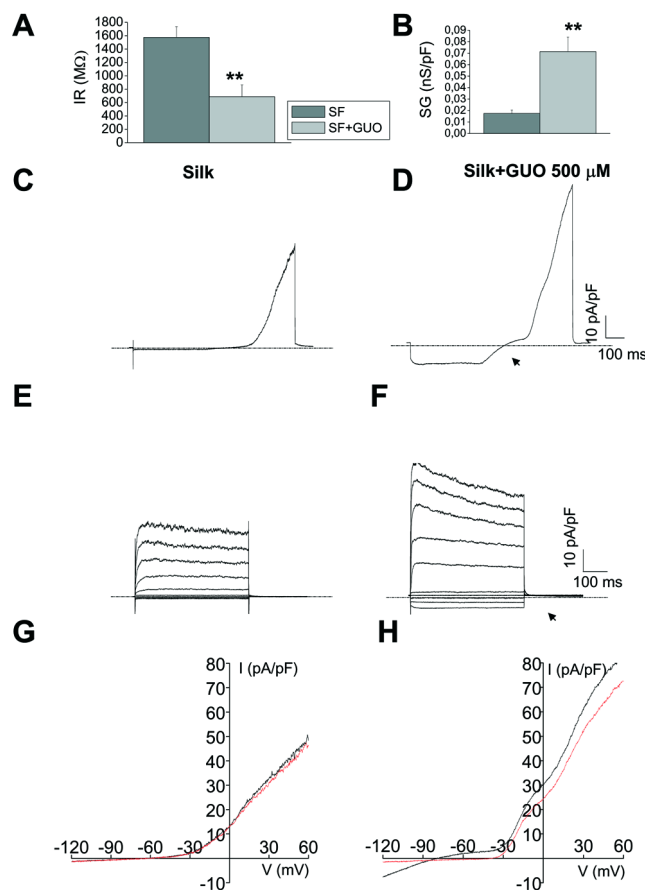 A
IR (MΩ)
1800
1600
1400
1200
1000
800
600
400
200
0
**
SF
SF+GUO
B
SG (nS/pF)
0,09
0,08
0,07
0,06
0,05
0,04
0,03
0,02
0,01
0,00
**
C
Silk
D
Silk+GUO 500 µM
10 pA/pF
100 ms
E
F
10 pA/pF
100 ms
G
I (pA/pF)
80
70
60
50
40
30
20
10
-120 -90 -60 -30 0 30 60
V (mV)
-10
H
I (pA/pF)
80
70
60
50
40
30
20
10
-120 -90 -60 -30 0 30 60
V (mV)
-10